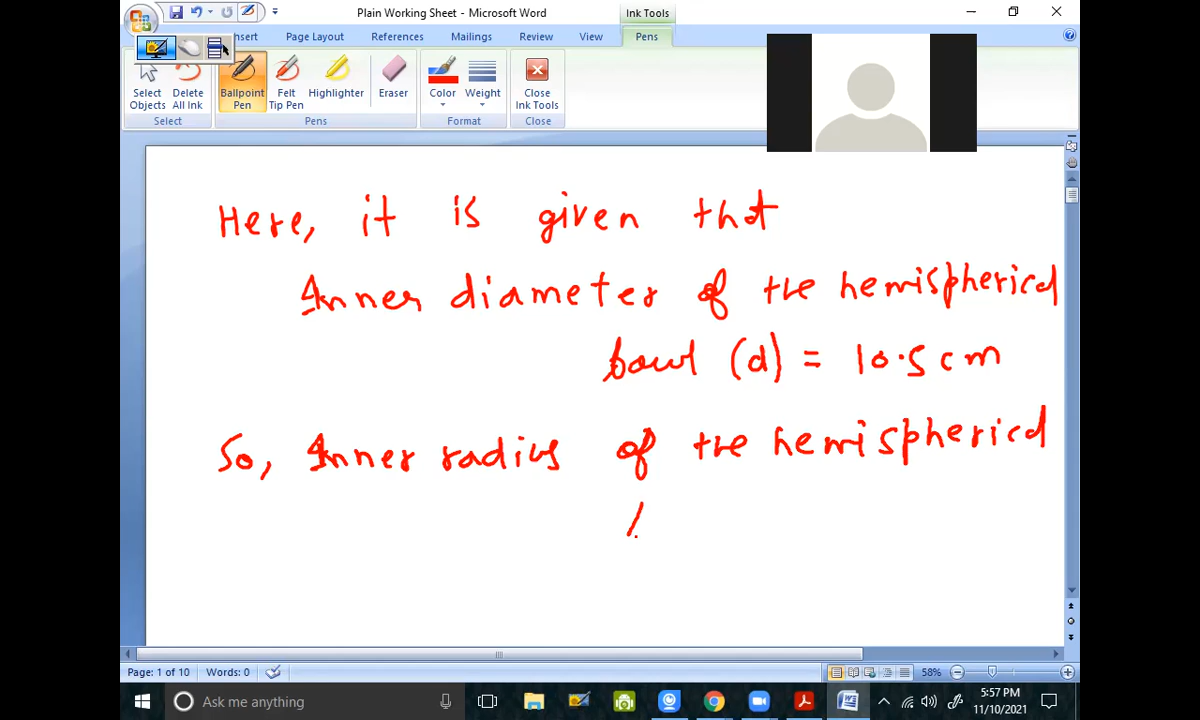 Plain Working Sheet - Microsoft Word
Ink Tools
nsert
Page Layout
References
Mailings
Review
View
Pens
Select Objects
Delete All Ink
Ballpoint Pen
Felt Tip Pen
Highlighter
Eraser
Color
Weight
Close Ink Tools
Select
Pens
Format
Close
Here, it is given that
Inner diameter of the hemispherical
bowl (d) = 10.5 cm
So, Inner radius of the hemispherical
Page: 1 of 10
Words: 0
58%
Ask me anything
5:57 PM
11/10/2021